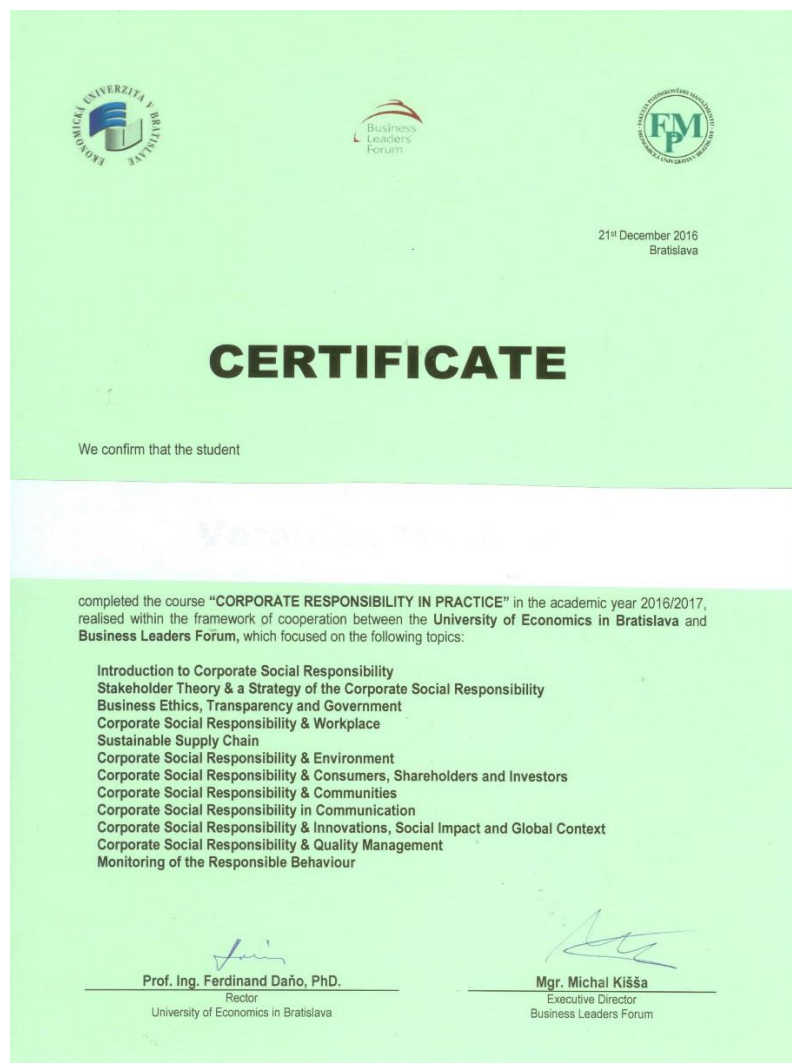 EKONOMICKÁ UNIVERZITA V BRATISLAVE
Business
Leaders
Forum
FAKULTA PODNIKOVÉHO MANAŽMENTU
FPM
EKONOMICKEJ UNIVERZITY BRATISLAVA
21st December 2016
Bratislava
CERTIFICATE
We confirm that the student
completed the course “CORPORATE RESPONSIBILITY IN PRACTICE” in the academic year 2016/2017,
realised within the framework of cooperation between the University of Economics in Bratislava and
Business Leaders Forum, which focused on the following topics:
Introduction to Corporate Social Responsibility
Stakeholder Theory & a Strategy of the Corporate Social Responsibility
Business Ethics, Transparency and Government
Corporate Social Responsibility & Workplace
Sustainable Supply Chain
Corporate Social Responsibility & Environment
Corporate Social Responsibility & Consumers, Shareholders and Investors
Corporate Social Responsibility & Communities
Corporate Social Responsibility in Communication
Corporate Social Responsibility & Innovations, Social Impact and Global Context
Corporate Social Responsibility & Quality Management
Monitoring of the Responsible Behaviour
Prof. Ing. Ferdinand Daňo, PhD.
Rector
University of Economics in Bratislava
Mgr. Michal Kišša
Executive Director
Business Leaders Forum